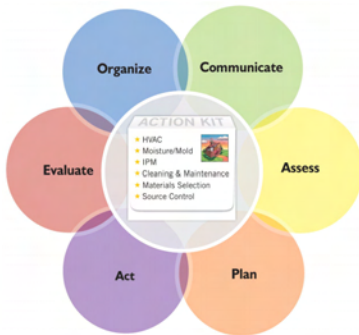 Organize
Communicate
Evaluate
ACTION KIT
HVAC
Moisture/Mold
IPM
Cleaning & Maintenance
Materials Selection
Source Control
Assess
Act
Plan